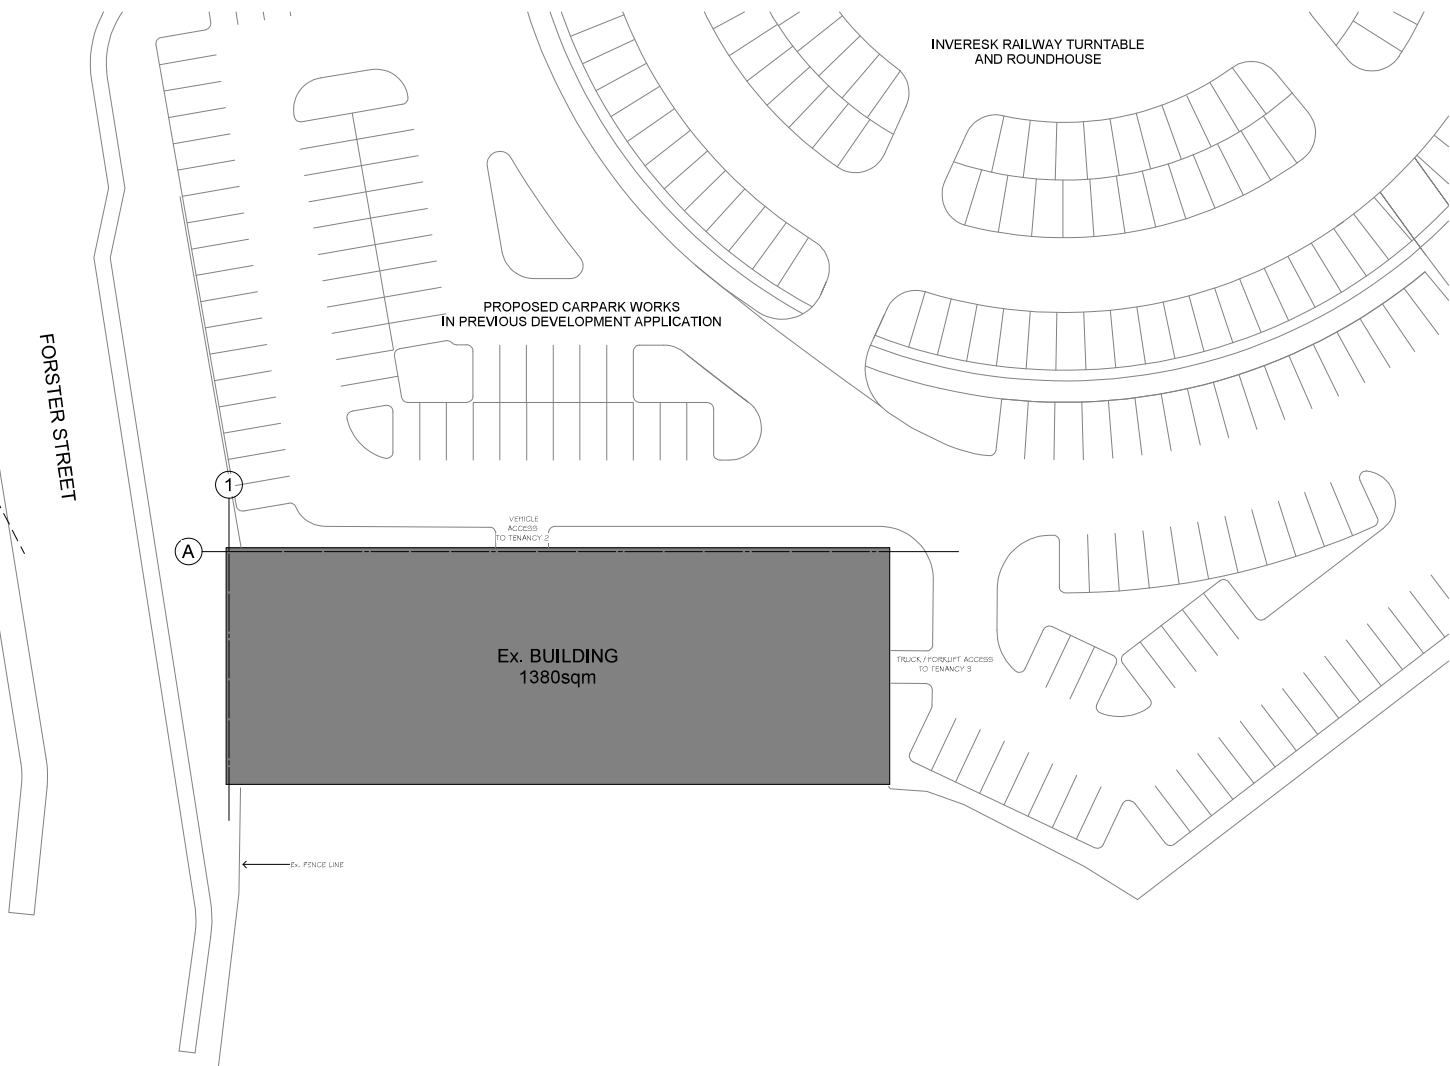 INVERESK RAILWAY TURNTABLE
AND ROUNDHOUSE
PROPOSED CARPARK WORKS
IN PREVIOUS DEVELOPMENT APPLICATION
FORSTER STREET
1
VEHICLE
ACCESS
TO TENANCY 2
A
Ex. BUILDING
1380sqm
TRUCK / FORKLIFT ACCESS
TO TENANCY 3
Ex. FENCE LINE